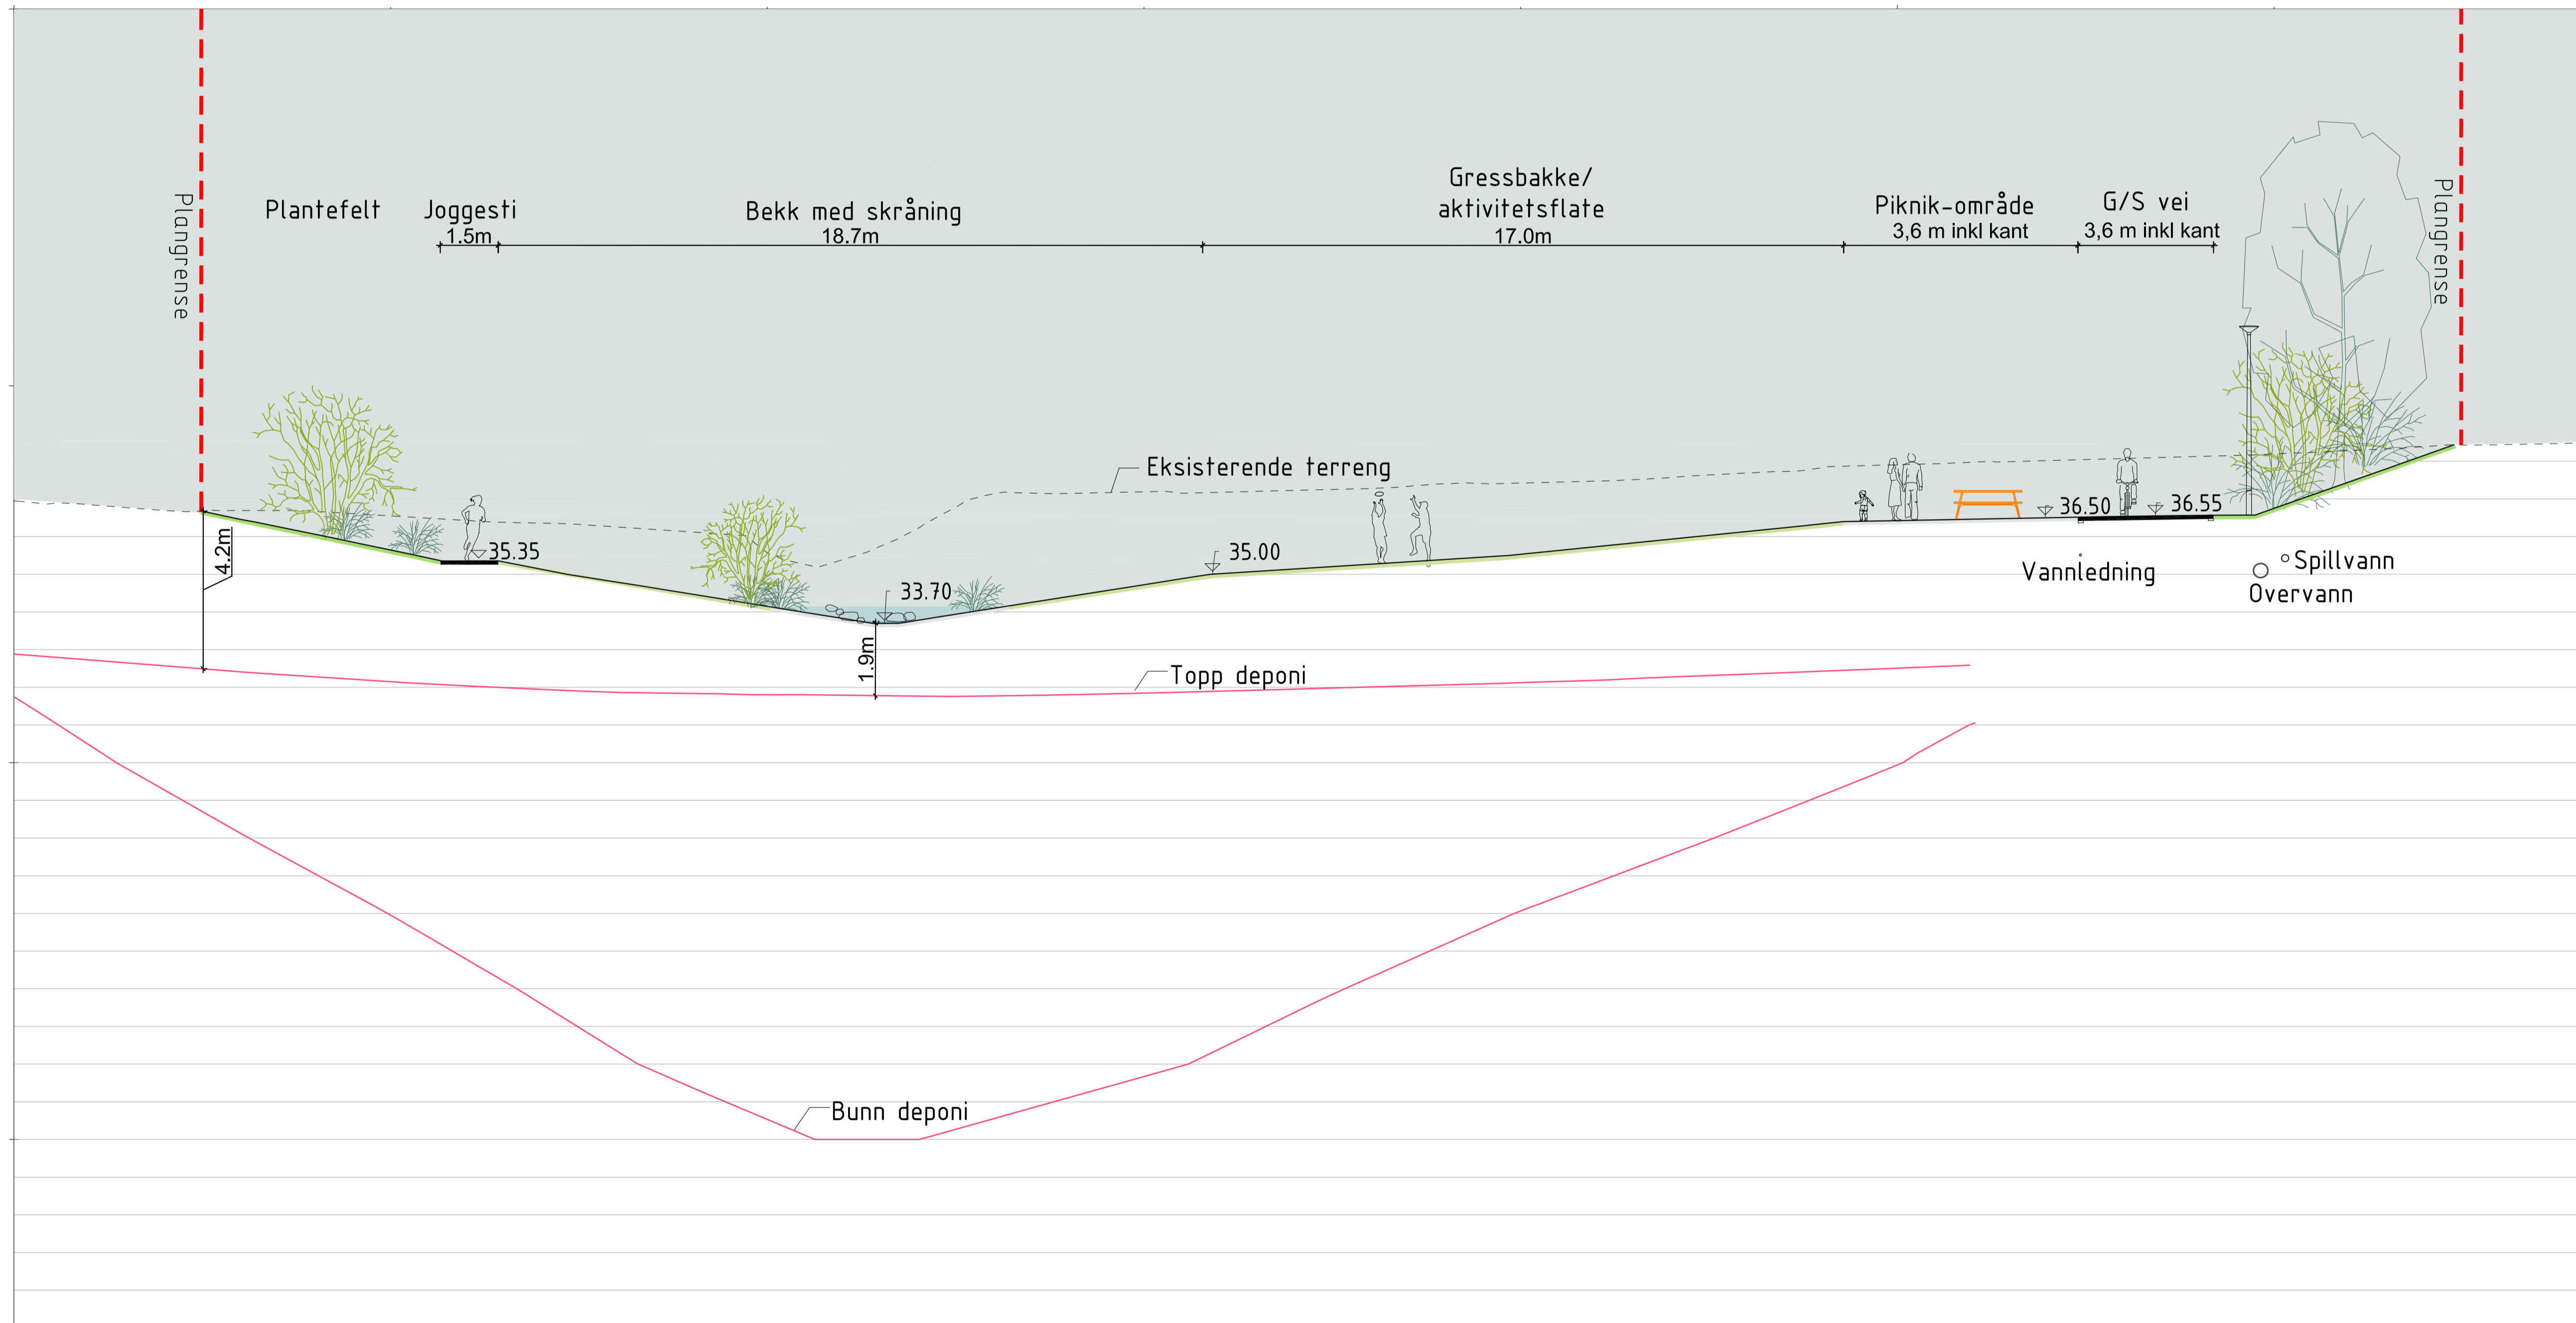 Plangrense
Plantefelt
Joggesti
1.5m
Bekk med skråning
18.7m
Gressbakke/
aktivitetsflate
17.0m
Piknik-område
3,6 m inkl kant
G/S vei
3,6 m inkl kant
Plangrense
Eksisterende terreng
4.2m
35.35
33.70
35.00
36.50
36.55
Vannledning
Spillvann
Overvann
1.9m
Topp deponi
Bunn deponi